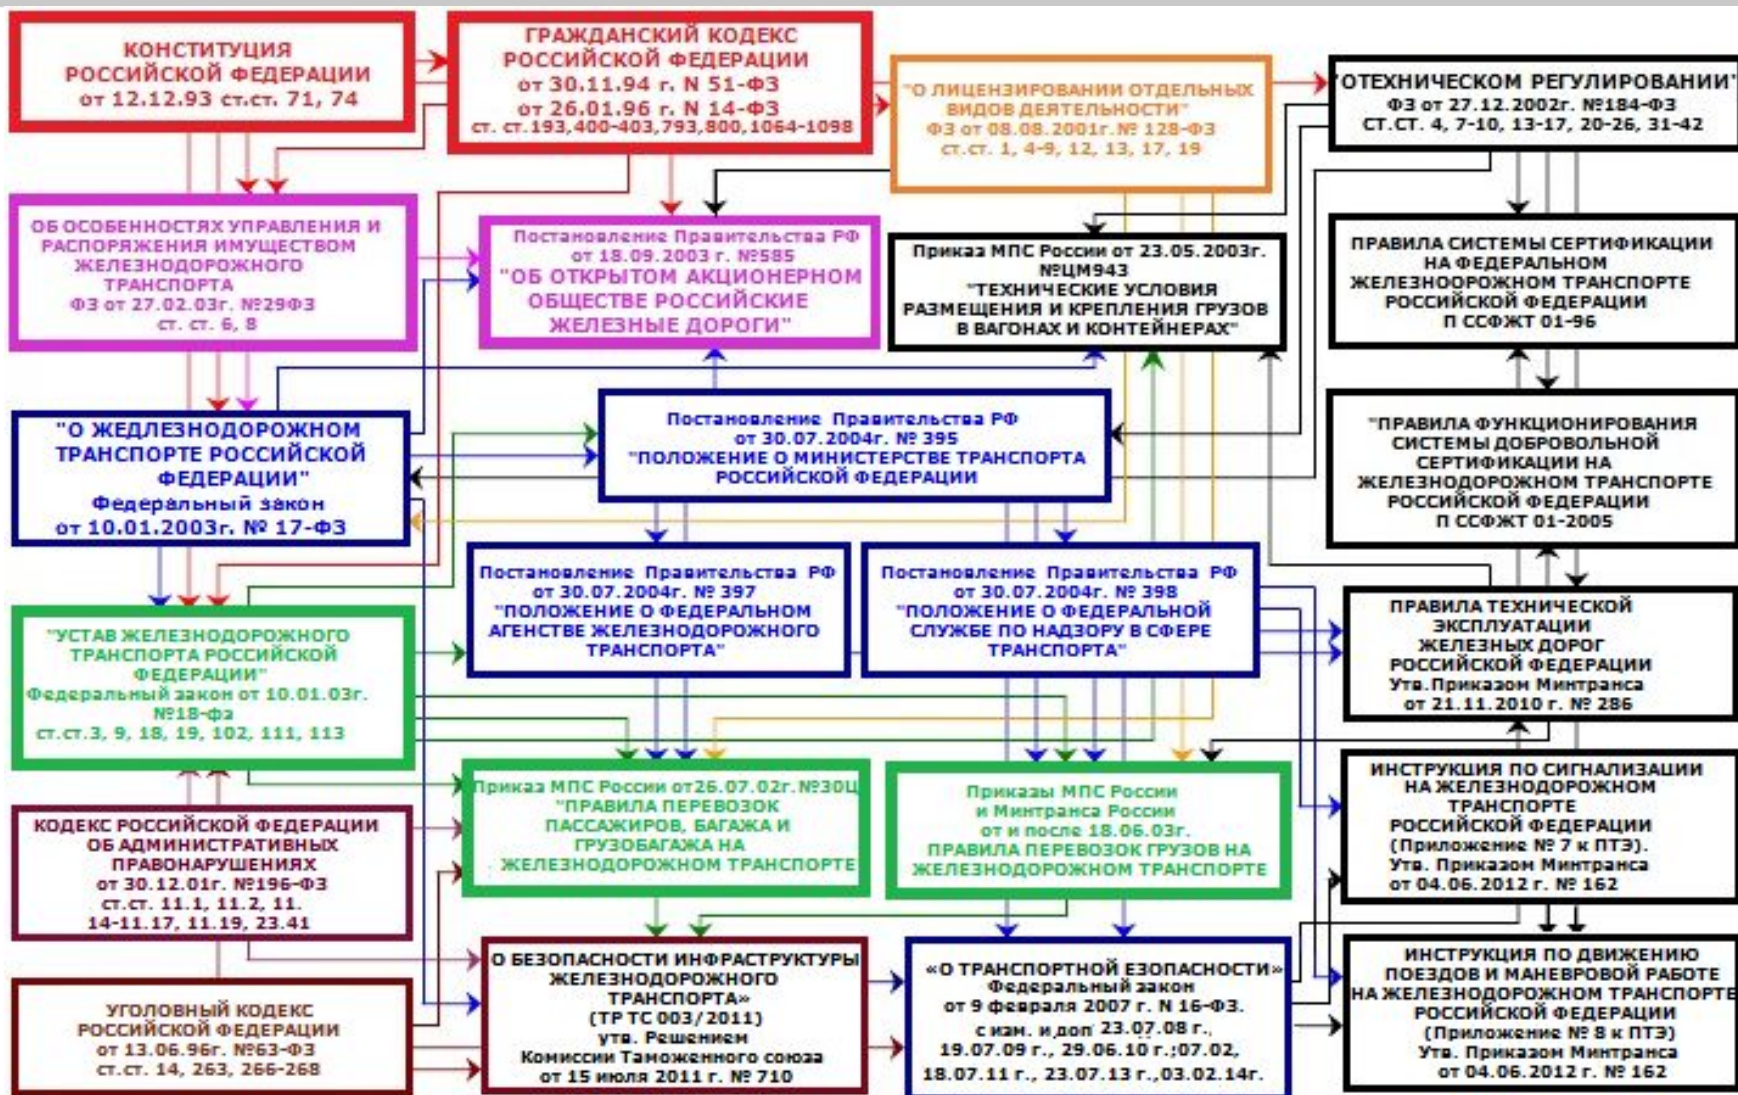 КОНСТИТУЦИЯ
РОССИЙСКОЙ ФЕДЕРАЦИИ
от 12.12.93 ст.ст. 71, 74
ГРАЖДАНСКИЙ КОДЕКС
РОССИЙСКОЙ ФЕДЕРАЦИИ
от 30.11.94 г. N 51-ФЗ
от 26.01.96 г. N 14-ФЗ
ст. ст.193,400-403,793,800,1064-1098
"О ЛИЦЕНЗИРОВАНИИ ОТДЕЛЬНЫХ
ВИДОВ ДЕЯТЕЛЬНОСТИ"
ФЗ от 08.08.2001г.№ 128-ФЗ
ст.ст. 1, 4-9, 12, 13, 17, 19
"ОТЕХНИЧЕСКОМ РЕГУЛИРОВАНИИ"
ФЗ от 27.12.2002г. №184-ФЗ
СТ.СТ. 4, 7-10, 13-17, 20-26, 31-42
ОБ ОСОБЕННОСТЯХ УПРАВЛЕНИЯ И
РАСПОРЯЖЕНИЯ ИМУЩЕСТВОМ
ЖЕЛЕЗНОДОРОЖНОГО
ТРАНСПОРТА
ФЗ от 27.02.03г. №29ФЗ
ст. ст. 6, 8
Постановление Правительства РФ
от 18.09.2003 г. №585
"ОБ ОТКРЫТОМ АКЦИОНЕРНОМ
ОБЩЕСТВЕ РОССИЙСКИЕ
ЖЕЛЕЗНЫЕ ДОРОГИ"
Приказ МПС России от 23.05.2003г.
№ЦМ943
"ТЕХНИЧЕСКИЕ УСЛОВИЯ
РАЗМЕЩЕНИЯ И КРЕПЛЕНИЯ ГРУЗОВ
В ВАГОНАХ И КОНТЕЙНЕРАХ"
ПРАВИЛА СИСТЕМЫ СЕРТИФИКАЦИИ
НА ФЕДЕРАЛЬНОМ
ЖЕЛЕЗНООРОЖНОМ ТРАНСПОРТЕ
РОССИЙСКОЙ ФЕДЕРАЦИИ
П ССФЖТ 01-96
"О ЖЕДЛЕЗНОДОРОЖНОМ
ТРАНСПОРТЕ РОССИЙСКОЙ
ФЕДЕРАЦИИ"
Федеральный закон
от 10.01.2003г. № 17-ФЗ
Постановление Правительства РФ
от 30.07.2004г. № 395
"ПОЛОЖЕНИЕ О МИНИСТЕРСТВЕ ТРАНСПОРТА
РОССИЙСКОЙ ФЕДЕРАЦИИ
"ПРАВИЛА ФУНКЦИОНИРОВАНИЯ
СИСТЕМЫ ДОБРОВОЛЬНОЙ
СЕРТИФИКАЦИИ НА
ЖЕЛЕЗНОДОРОЖНОМ ТРАНСПОРТЕ
РОССИЙСКОЙ ФЕДЕРАЦИИ
П ССФЖТ 01-2005
Постановление Правительства РФ
от 30.07.2004г. № 397
"ПОЛОЖЕНИЕ О ФЕДЕРАЛЬНОМ
АГЕНСТВЕ ЖЕЛЕЗНОДОРОЖНОГО
ТРАНСПОРТА"
Постановление Правительства РФ
от 30.07.2004г. № 398
"ПОЛОЖЕНИЕ О ФЕДЕРАЛЬНОЙ
СЛУЖБЕ ПО НАДЗОРУ В СФЕРЕ
ТРАНСПОРТА"
ПРАВИЛА ТЕХНИЧЕСКОЙ
ЭКСПЛУАТАЦИИ
ЖЕЛЕЗНЫХ ДОРОГ
РОССИЙСКОЙ ФЕДЕРАЦИИ
Утв.Приказом Минтранса
от 21.11.2010 г. № 286
"УСТАВ ЖЕЛЕЗНОДОРОЖНОГО
ТРАНСПОРТА РОССИЙСКОЙ
ФЕДЕРАЦИИ"
Федеральный закон от 10.01.03г.
№18-фз
ст.ст.3, 9, 18, 19, 102, 111, 113
Приказ МПС России от26.07.02г.№30Ц
"ПРАВИЛА ПЕРЕВОЗОК
ПАССАЖИРОВ, БАГАЖА И
ГРУЗОБАГАЖА НА
ЖЕЛЕЗНОДОРОЖНОМ ТРАНСПОРТЕ
Приказы МПС России
и Минтранса России
от и после 18.06.03г.
ПРАВИЛА ПЕРЕВОЗОК ГРУЗОВ НА
ЖЕЛЕЗНОДОРОЖНОМ ТРАНСПОРТЕ
ИНСТРУКЦИЯ ПО СИГНАЛИЗАЦИИ
НА ЖЕЛЕЗНОДОРОЖНОМ
ТРАНСПОРТЕ
РОССИЙСКОЙ ФЕДЕРАЦИИ
(Приложение № 7 к ПТЭ).
Утв. Приказом Минтранса
от 04.06.2012 г. № 162
КОДЕКС РОССИЙСКОЙ ФЕДЕРАЦИИ
ОБ АДМИНИСТРАТИВНЫХ
ПРАВОНАРУШЕНИЯХ
от 30.12.01г. №196-ФЗ
ст.ст. 11.1, 11.2, 11.
14-11.17, 11.19, 23.41
О БЕЗОПАСНОСТИ ИНФРАСТРУКТУРЫ
ЖЕЛЕЗНОДОРОЖНОГО
ТРАНСПОРТА»
(ТР ТС 003/2011)
утв. Решением
Комиссии Таможенного союза
от 15 июля 2011 г. № 710
«О ТРАНСПОРТНОЙ ЕЗОПАСНОСТИ»
Федеральный закон
от 9 февраля 2007 г. N 16-ФЗ.
с изм. и доп 23.07.08 г.,
19.07.09 г., 29.06.10 г.;07.02,
18.07.11 г., 23.07.13 г.,03.02.14г.
ИНСТРУКЦИЯ ПО ДВИЖЕНИЮ
ПОЕЗДОВ И МАНЕВРОВОЙ РАБОТЕ
НА ЖЕЛЕЗНОДОРОЖНОМ ТРАНСПОРТЕ
РОССИЙСКОЙ ФЕДЕРАЦИИ
(Приложение № 8 к ПТЭ)
Утв. Приказом Минтранса
от 04.06.2012 г. № 162
УГОЛОВНЫЙ КОДЕКС
РОССИЙСКОЙ ФЕДЕРАЦИИ
от 13.06.96г. №63-ФЗ
ст.ст. 14, 263, 266-268